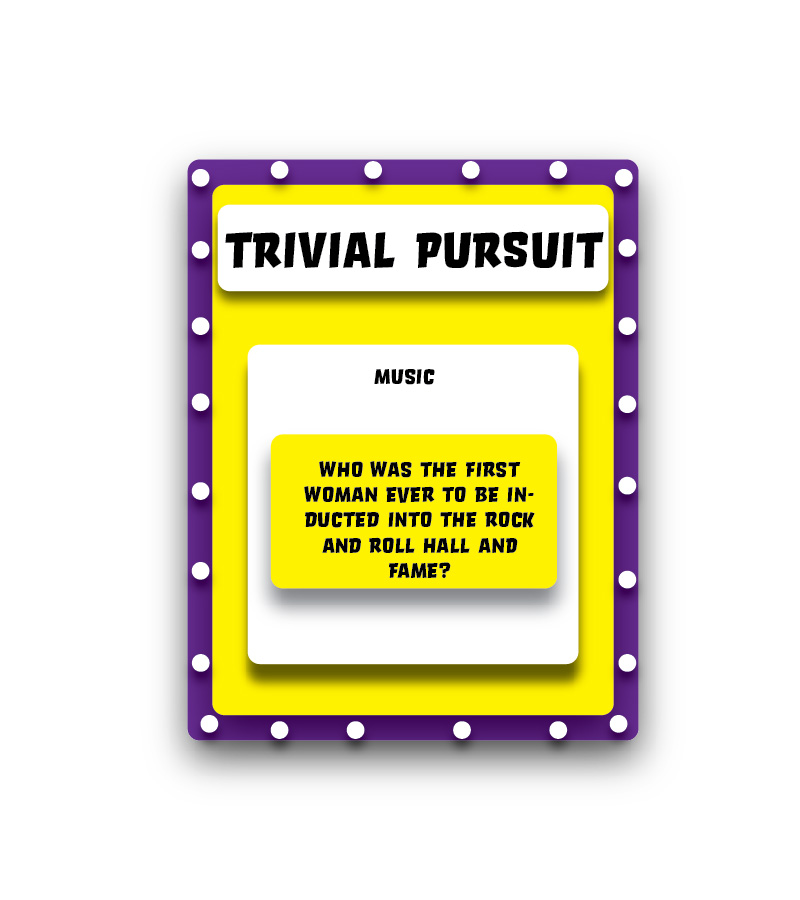 TRIVIAL PURSUIT
MUSIC
WHO WAS THE FIRST
WOMAN EVER TO BE IN-
DUCTED INTO THE ROCK
AND ROLL HALL AND
FAME?